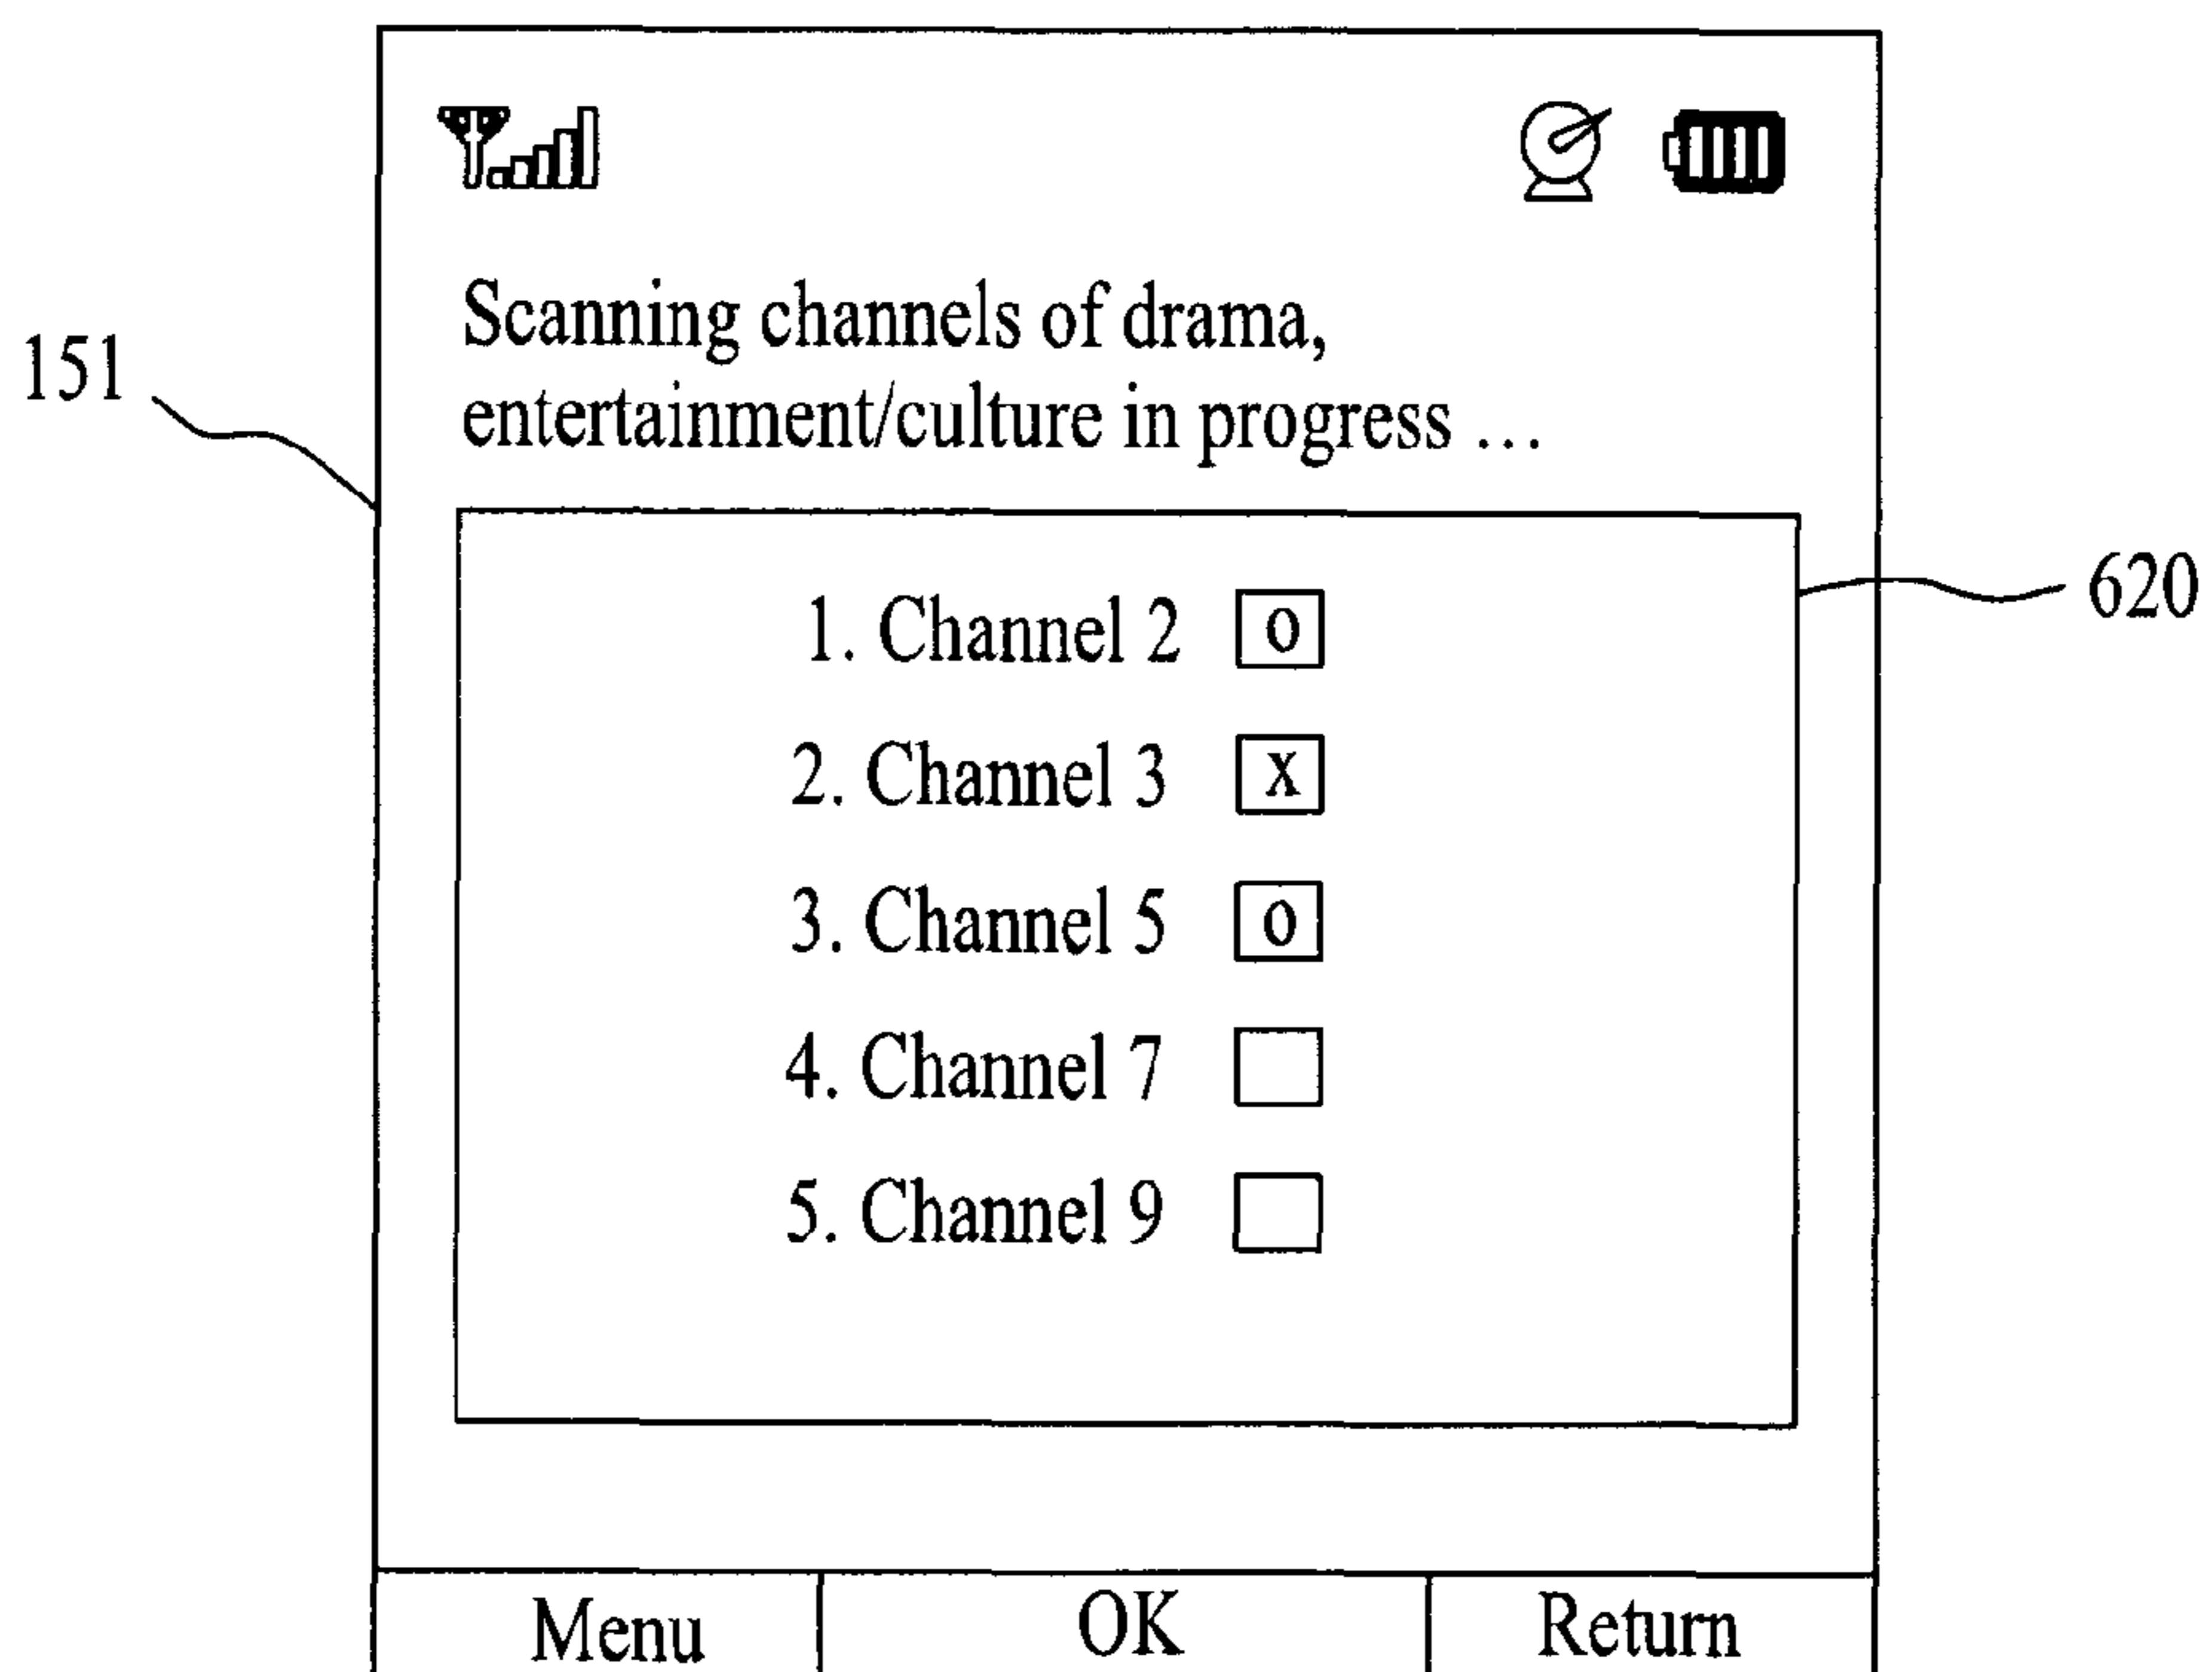 Scanning channels of drama,
151
entertainment/culture in progress ...
620
1. Channel 2 O
2. Channel 3 X
3. Channel 5 O
4. Channel 7
5. Channel 9
Menu OK Return